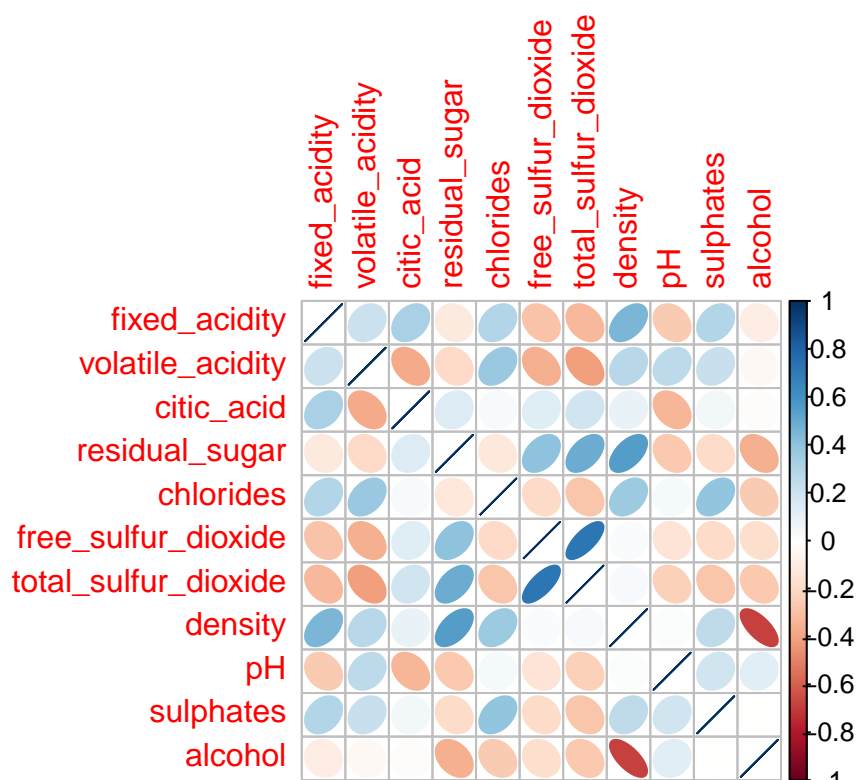 fixed_acidity
volatile_acidity
citic_acid
residual_sugar
chlorides
free_sulfur_dioxide
total_sulfur_dioxide
density
pH
sulphates
alcohol
fixed_acidity
volatile_acidity
citic_acid
residual_sugar
chlorides
free_sulfur_dioxide
total_sulfur_dioxide
density
pH
sulphates
alcohol
1
0.8
0.6
0.4
0.2
0
-0.2
-0.4
-0.6
-0.8
-1